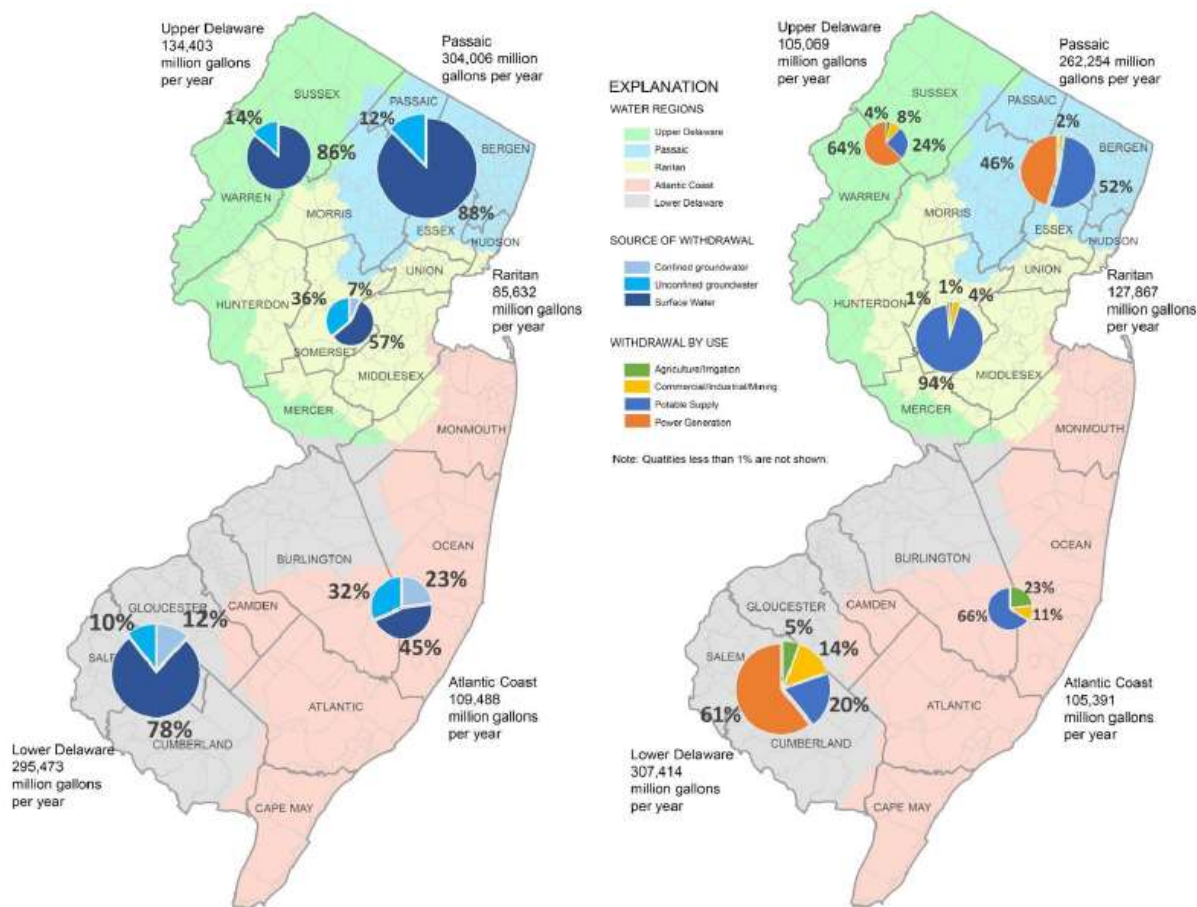 Upper Delaware
134,403
million gallons
per year
Passaic
304,006 million
gallons per year
SUSSEX
PASSAIC
14%
86%
12%
88%
BERGEN
WARREN
MORRIS
ESSEX
HUDSON
UNION
HUNTERDON
36%
7%
57%
SOMERSET
MIDDLESEX
MERCER
Raritan
85,632
million gallons
per year
MONMOUTH
OCEAN
BURLINGTON
32%
23%
45%
GLOUCESTER
CAMDEN
10%
12%
78%
ATLANTIC
CUMBERLAND
CAPE MAY
Atlantic Coast
109,488
million gallons
per year
Lower Delaware
295,473
million gallons
per year
EXPLANATION
WATER REGIONS
Upper Delaware
Passaic
Raritan
Atlantic Coast
Lower Delaware
SOURCE OF WITHDRAWAL
Confined groundwater
Unconfined groundwater
Surface Water
WITHDRAWAL BY USE
Agriculture/Irrigation
Commercial/Industrial/Mining
Potable Supply
Power Generation
Note: Quatities less than 1% are not shown.
Upper Delaware
105,069
million gallons
per year
Passaic
262,254 million
gallons per year
SUSSEX
PASSAIC
4%
8%
64%
24%
2%
46%
52%
BERGEN
WARREN
MORRIS
ESSEX
HUDSON
UNION
HUNTERDON
1%
1%
4%
94%
MIDDLESEX
MERCER
Raritan
127,867
million gallons
per year
MONMOUTH
OCEAN
BURLINGTON
23%
66%
11%
GLOUCESTER
CAMDEN
SALEM
5%
14%
61%
20%
ATLANTIC
CUMBERLAND
CAPE MAY
Atlantic Coast
105,391
million gallons
per year
Lower Delaware
307,414
million gallons
per year